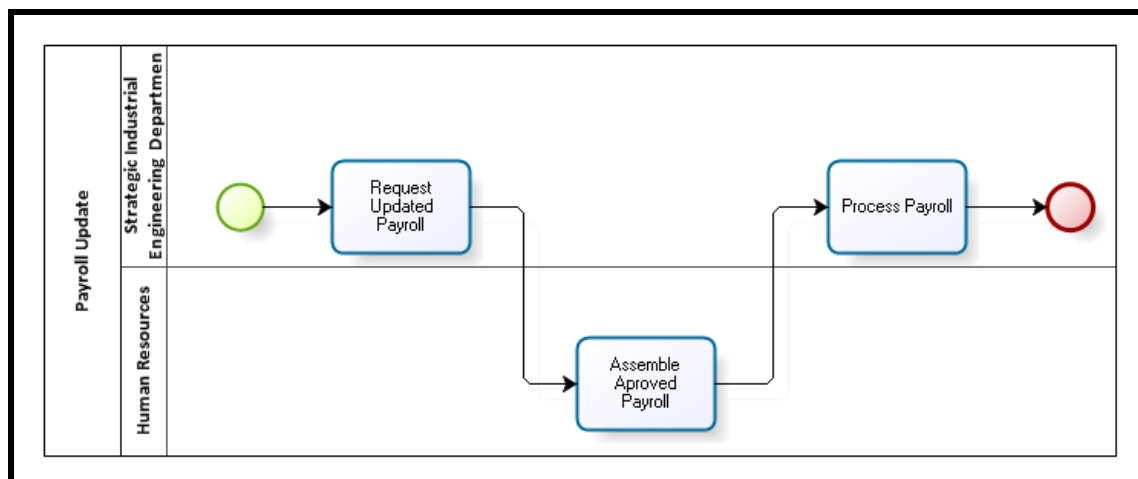 Payroll Update
Strategic Industrial
Engineering Departmen
Human Resources
Request
Updated
Payroll
Process Payroll
Assemble
Aproved
Payroll